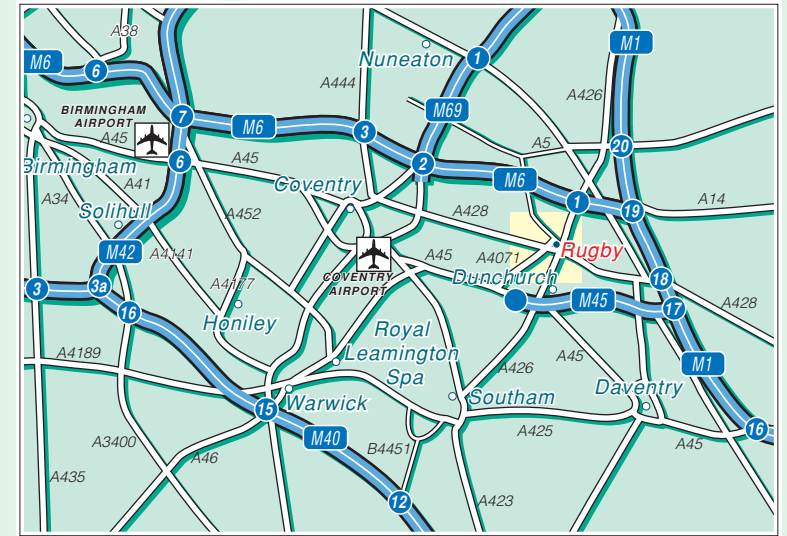 A38
Nuneaton
1
M1
M6
6
A444
A426
M69
BIRMINGHAM
AIRPORT
7
M6
3
20
A45
A5
6
A45
2
M6
Birmingham
A41
Coventry
1
A14
A34
Solihull
A452
A428
19
M42
A4141
A45
A4071
Rugby
A4177
COVENTRY
AIRPORT
Dunchurch
18
3
3a
M45
A428
16
17
Honiley
Royal
Leamington
Spa
A4189
A426
A45
M1
Warwick
Southam
Daventry
15
A3400
M40
B4451
A425
A45
16
A46
A435
12
A423